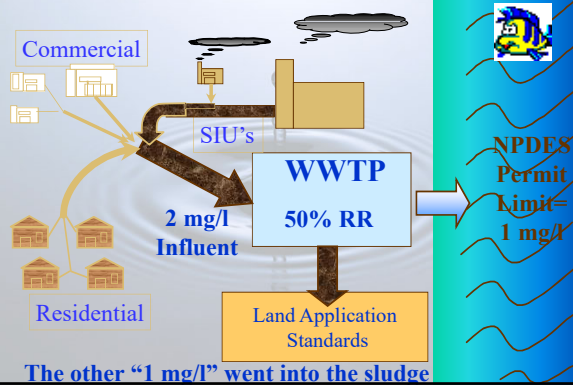 Commercial
SIU's
WWTP
50% RR
2 mg/l
Influent
NPDES
Permit
Limit=
1 mg/l
Residential
Land Application
Standards
The other “1 mg/l” went into the sludge